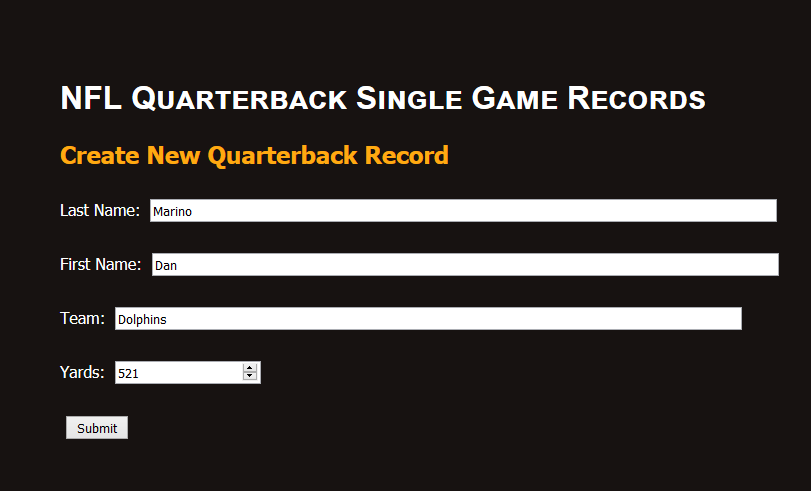 NFL Quarterback Single Game Records
Create New Quarterback Record
Last Name: Marino
First Name: Dan
Team: Dolphins
Yards: 521
Submit